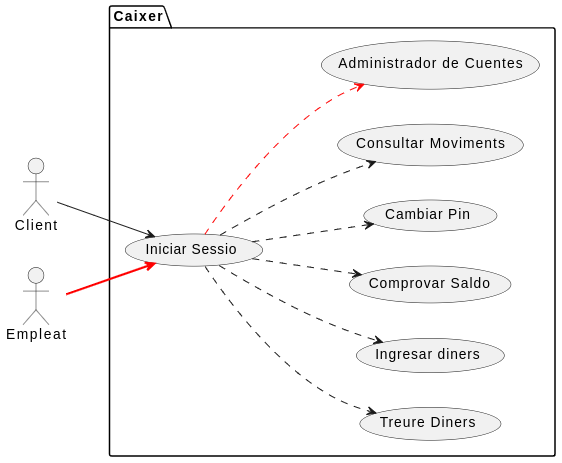 Caixer
Administrador de Cuentes
Consultar Moviments
Client
Cambiar Pin
Iniciar Sessio
Comprovar Saldo
Empleat
Ingresar diners
Treure Diners